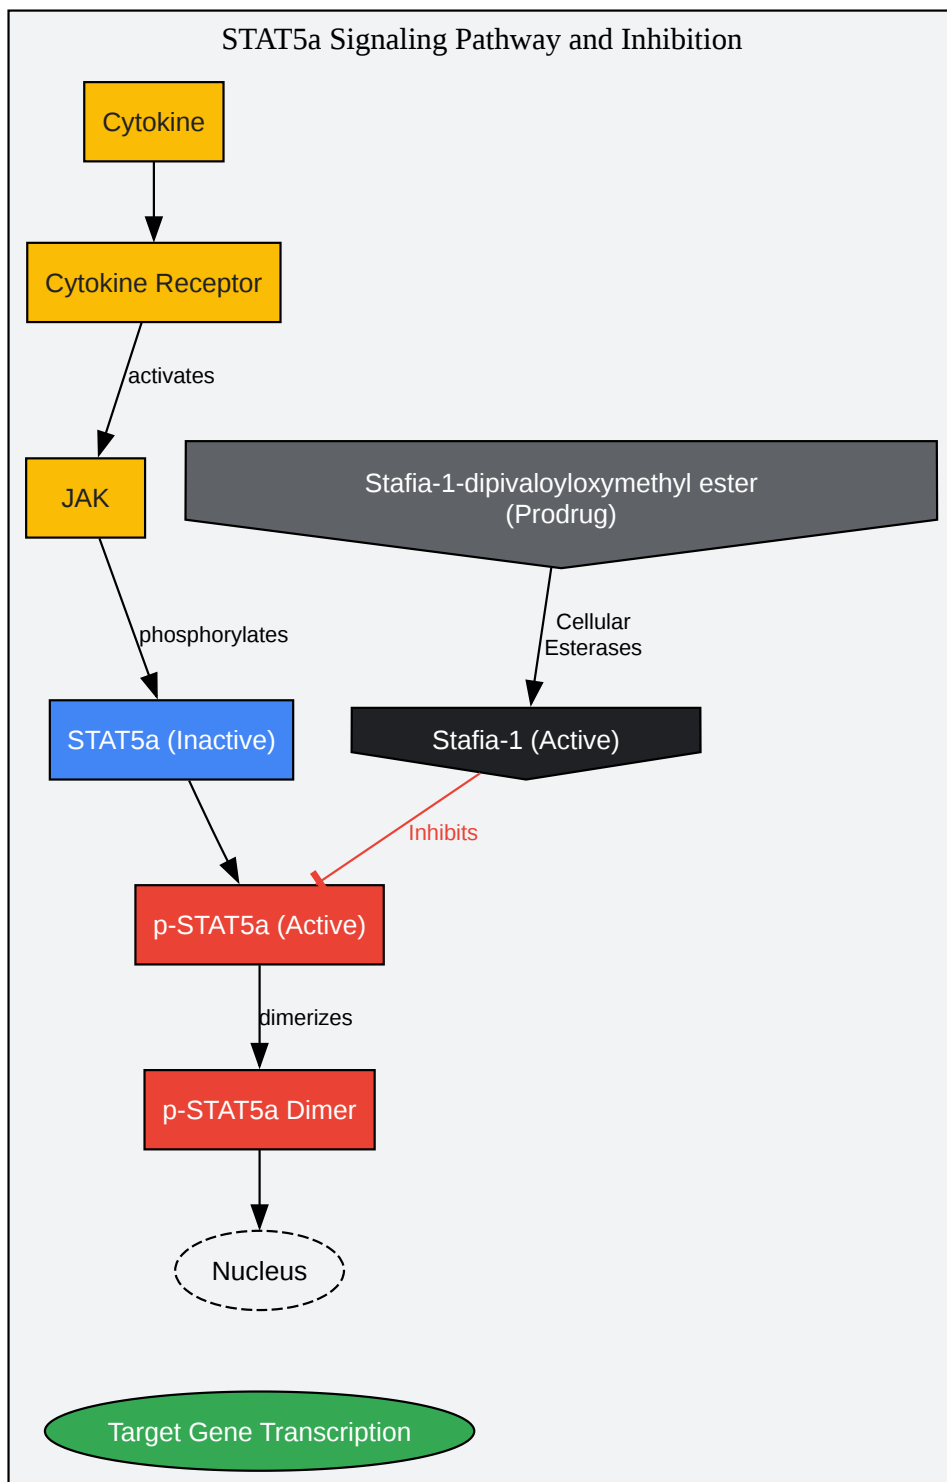 STAT5a Signaling Pathway and Inhibition
Cytokine
Cytokine Receptor
activates
JAK
Stafia-1-dipivaloyloxymethyl ester
(Prodrug)
phosphorylates
Cellular
Esterases
STAT5a (Inactive)
Stafia-1 (Active)
Inhibits
p-STAT5a (Active)
dimerizes
p-STAT5a Dimer
Nucleus
Target Gene Transcription